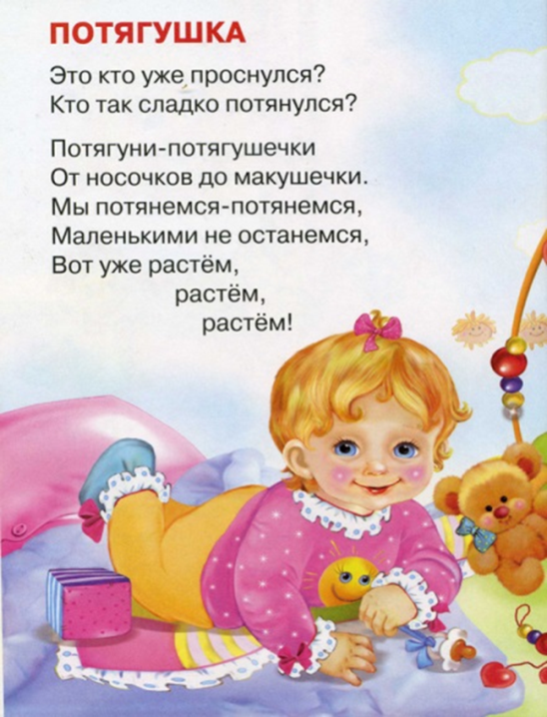 ПОТЯГУШКА
Это кто уже проснулся?
Кто так сладко потянулся?
Потягуни-потягушечки
От носочков до макушечки.
Мы потянемся-потянемся,
Маленькими не останемся,
Вот уже растём,
растём,
растём!